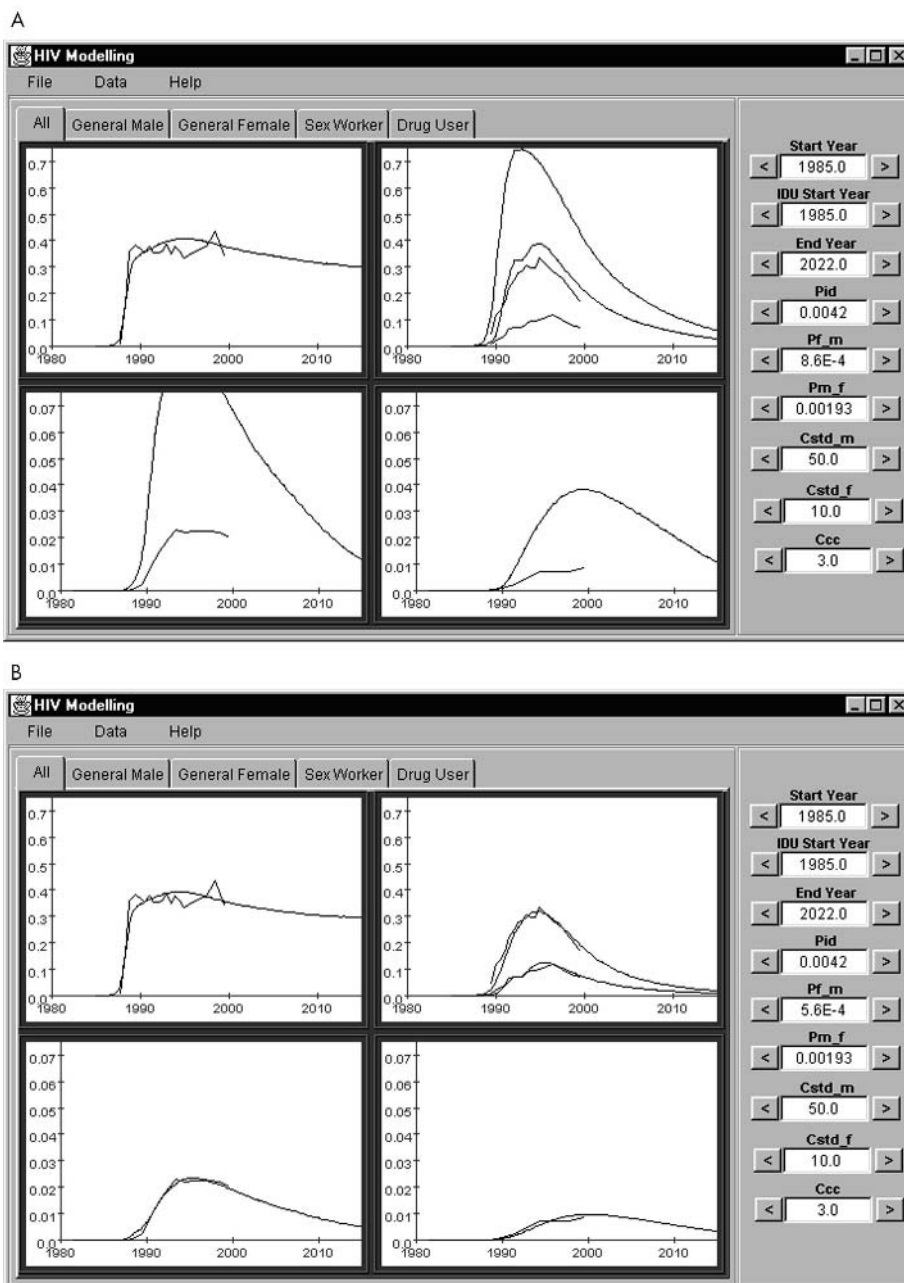 A
HIV Modelling
File Data Help
All General Male General Female Sex Worker Drug User
0.7
0.6
0.5
0.4
0.3
0.2
0.1
0.0
1980 1990 2000 2010
0.7
0.6
0.5
0.4
0.3
0.2
0.1
0.0
1980 1990 2000 2010
0.07
0.06
0.05
0.04
0.03
0.02
0.01
0.0
1980 1990 2000 2010
0.07
0.06
0.05
0.04
0.03
0.02
0.01
0.0
1980 1990 2000 2010
Start Year
< 1985.0 >
IDU Start Year
< 1985.0 >
End Year
< 2022.0 >
Pid
< 0.0042 >
Pf_m
< 8.6E-4 >
Pm_f
< 0.00193 >
Cstd_m
< 50.0 >
Cstd_f
< 10.0 >
Ccc
< 3.0 >
B
HIV Modelling
File Data Help
All General Male General Female Sex Worker Drug User
0.7
0.6
0.5
0.4
0.3
0.2
0.1
0.0
1980 1990 2000 2010
0.7
0.6
0.5
0.4
0.3
0.2
0.1
0.0
1980 1990 2000 2010
0.07
0.06
0.05
0.04
0.03
0.02
0.01
0.0
1980 1990 2000 2010
0.07
0.06
0.05
0.04
0.03
0.02
0.01
0.0
1980 1990 2000 2010
Start Year
< 1985.0 >
IDU Start Year
< 1985.0 >
End Year
< 2022.0 >
Pid
< 0.0042 >
Pf_m
< 5.6E-4 >
Pm_f
< 0.00193 >
Cstd_m
< 50.0 >
Cstd_f
< 10.0 >
Ccc
< 3.0 >